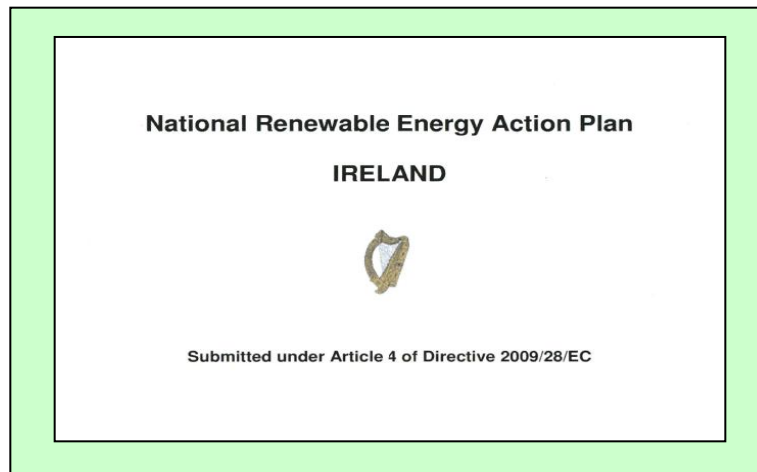 National Renewable Energy Action Plan
IRELAND
Submitted under Article 4 of Directive 2009/28/EC